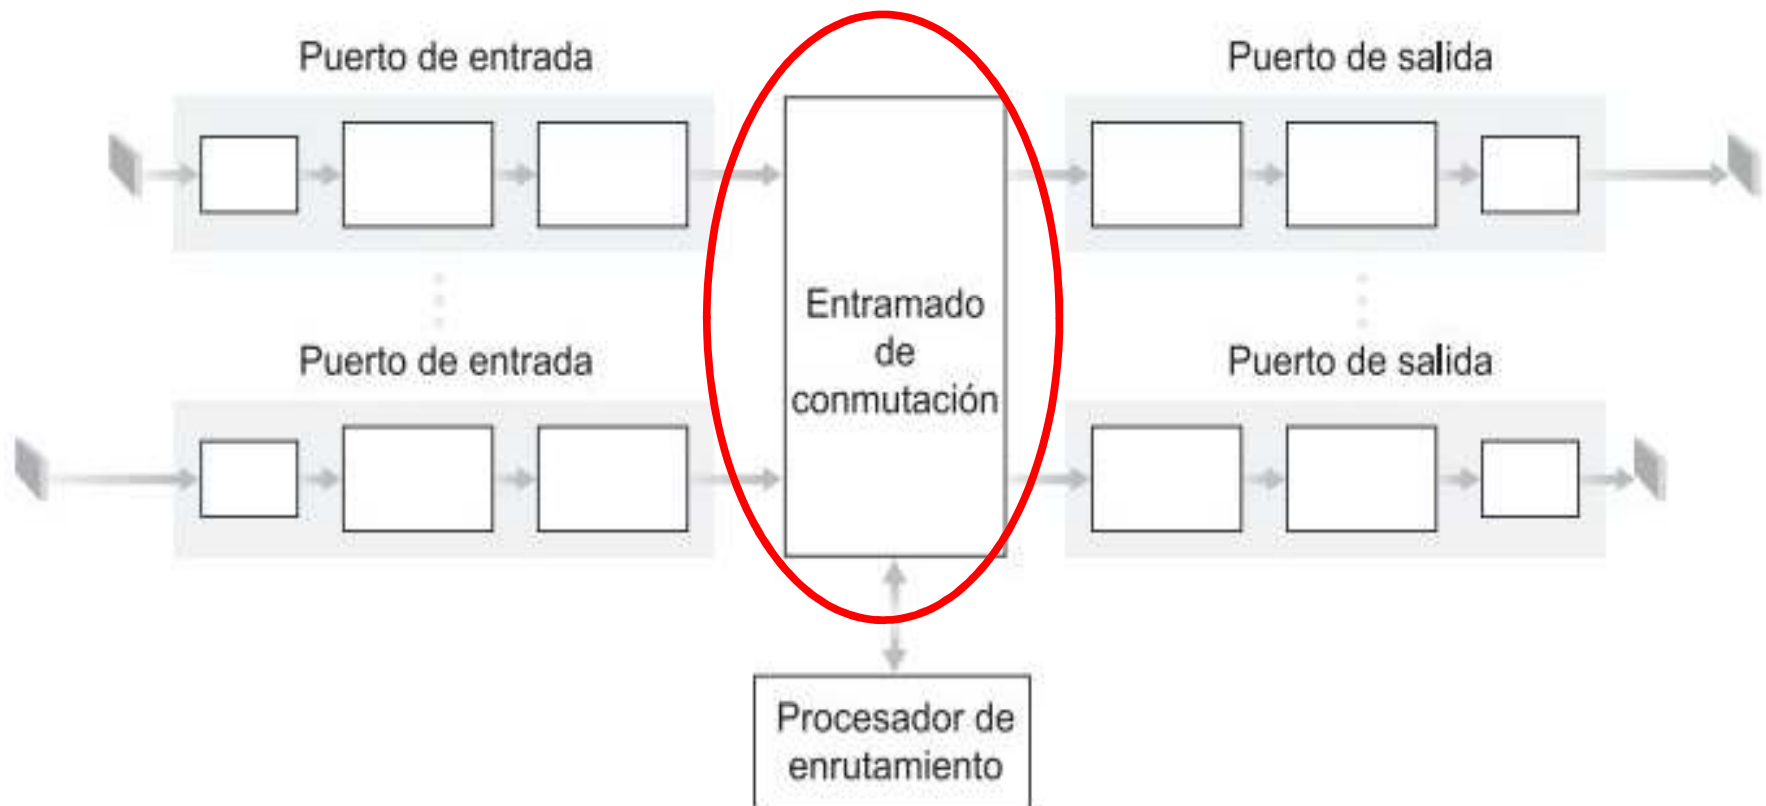 Puerto de entrada
Puerto de salida
Entramado
de
conmutación
Puerto de entrada
Puerto de salida
Procesador de
enrutamiento